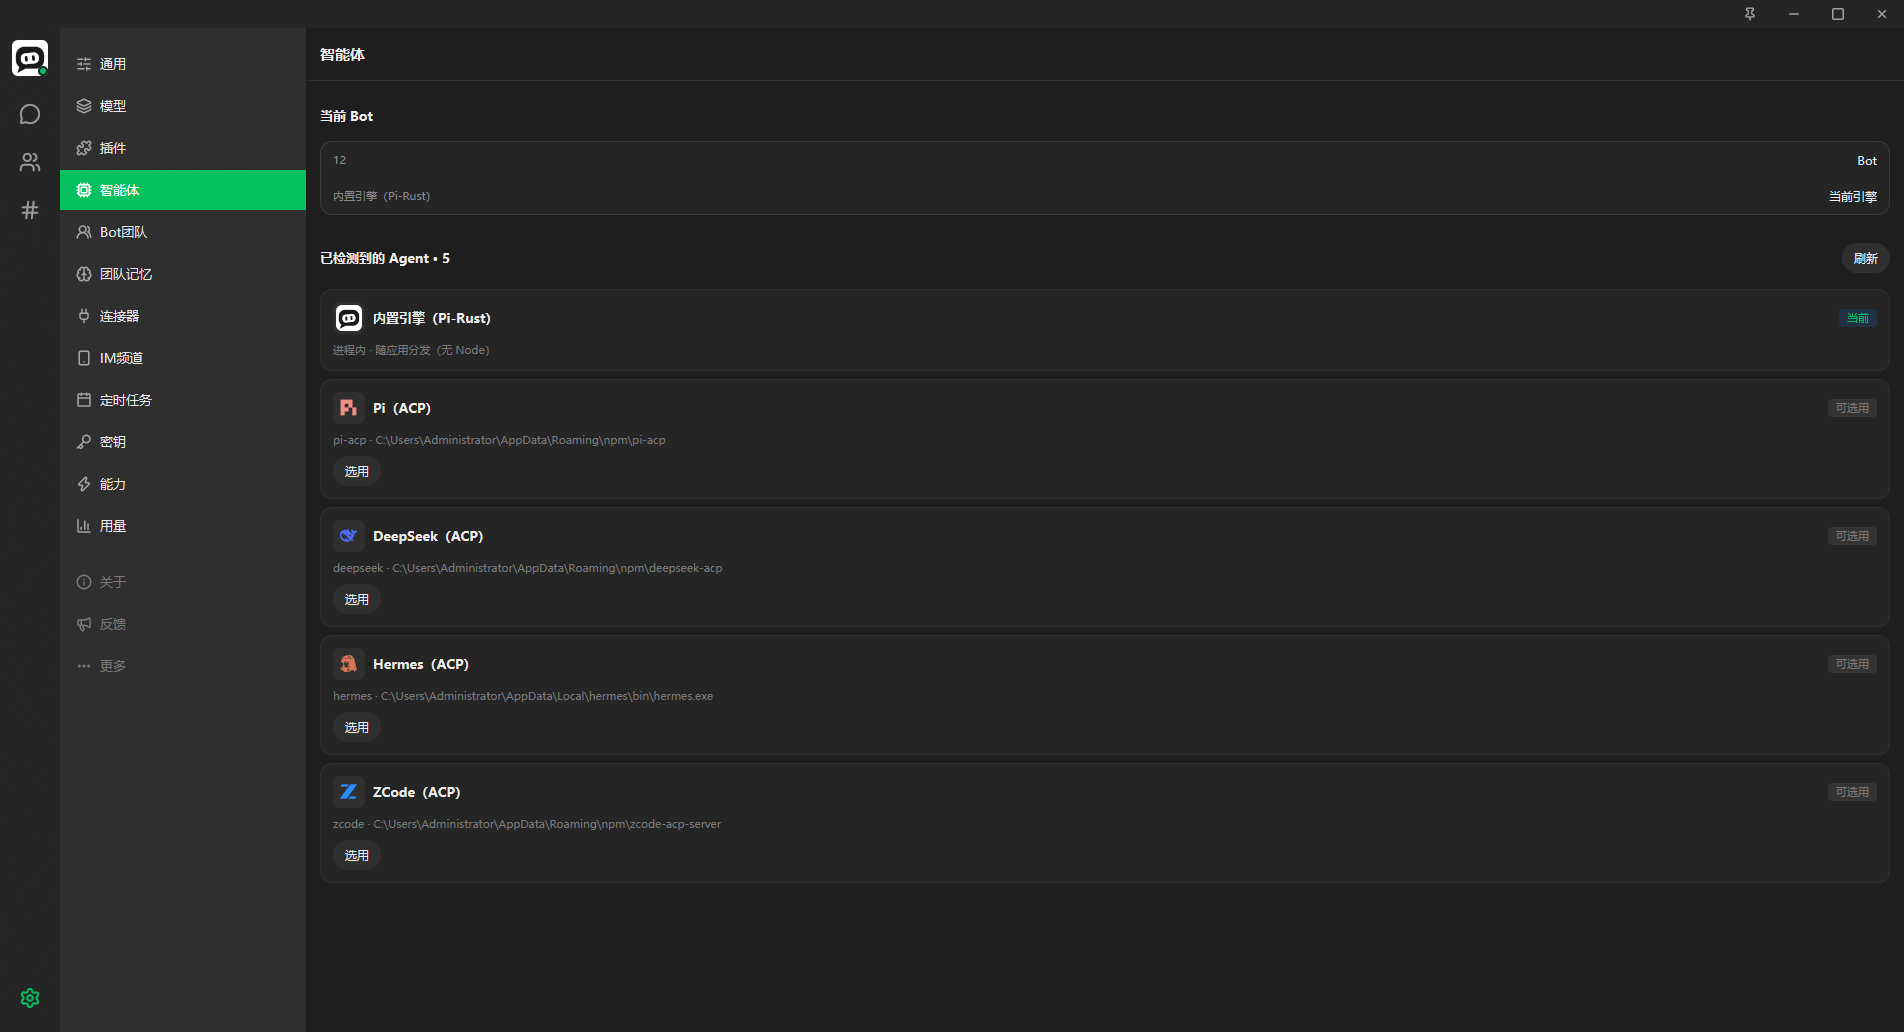 通用
模型
插件
智能体
Bot团队
团队记忆
连接器
IM频道
定时任务
密钥
能力
用量
关于
反馈
更多
智能体
当前 Bot
12
Bot
内置引擎（Pi-Rust）
当前引擎
已检测到的 Agent • 5
刷新
内置引擎（Pi-Rust）
当前
进程内 · 随应用分发（无 Node）
Pi（ACP）
可选用
pi-acp · C:\Users\Administrator\AppData\Roaming\npm\pi-acp
选用
DeepSeek（ACP）
可选用
deepseek · C:\Users\Administrator\AppData\Roaming\npm\deepseek-acp
选用
Hermes（ACP）
可选用
hermes · C:\Users\Administrator\AppData\Local\hermes\bin\hermes.exe
选用
ZCode（ACP）
可选用
zcode · C:\Users\Administrator\AppData\Roaming\npm\zcode-acp-server
选用